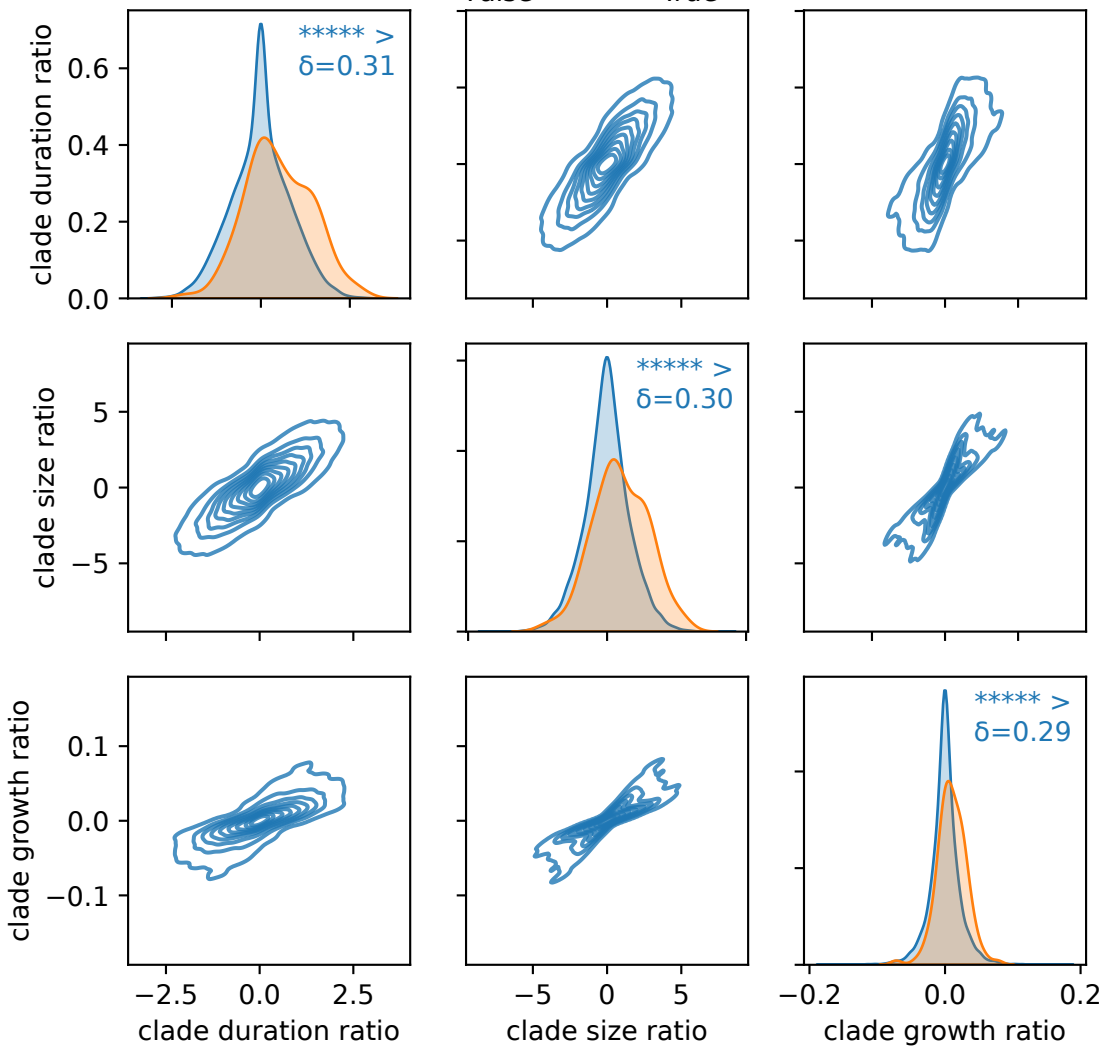 clade duration ratio
0.6
0.4
0.2
0.0
***** >
δ=0.31
clade size ratio
5
0
−5
***** >
δ=0.30
clade growth ratio
0.1
0.0
−0.1
***** >
δ=0.29
−2.5 0.0 2.5
−5 0 5
−0.2 0.0 0.2
clade duration ratio
clade size ratio
clade growth ratio